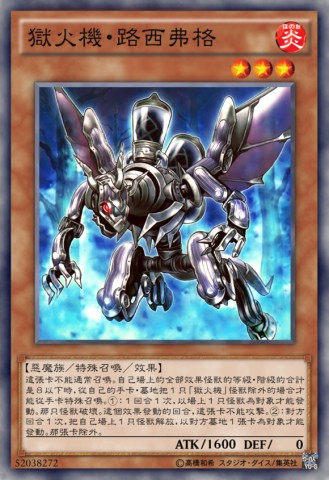 獄火機・路西弗格
ほのお
炎
【惡魔族／特殊召喚／效果】
這張卡不能通常召喚。自己場上的全部效果怪獸的等級・階級的合計
是８以下時，從自己的手卡・墓地把１只「獄火機」怪獸除外的場合才
能從手卡特殊召喚。①：１回合１次，以場上１只怪獸為對象才能發動。
那只怪獸破壞。這個效果發動的回合，這張卡不能攻擊。②：對方
回合１次，把自己場上１只怪獸解放，以對方墓地１張卡為對象才能發
動。那張卡除外。
ATK/1600 DEF/ 0
52038272
©高橋和希 スタジオ・ダイス/集英社